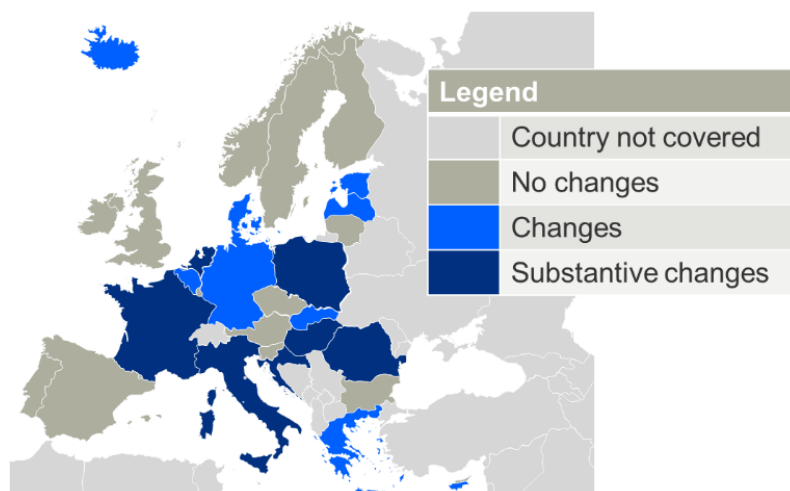 Legend
Country not covered
No changes
Changes
Substantive changes